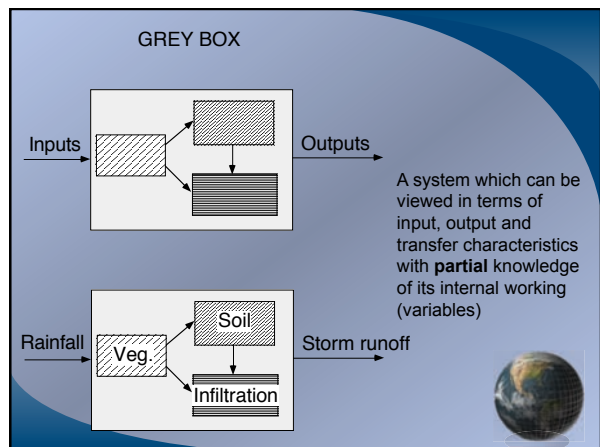 GREY BOX
Inputs
Outputs
A system which can be
viewed in terms of
input, output and
transfer characteristics
with partial knowledge
of its internal working
(variables)
Rainfall
Veg.
Soil
Infiltration
Storm runoff